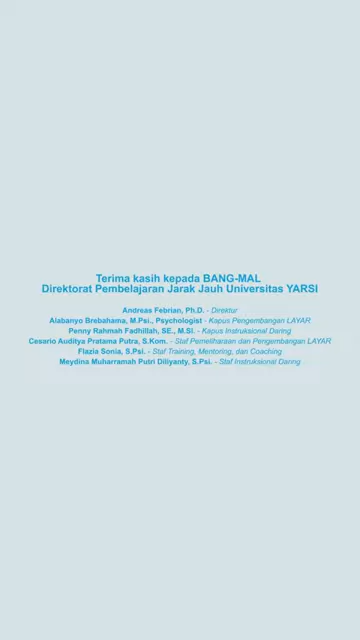 Terima kasih kepada BANG-MAL
Direktorat Pembelajaran Jarak Jauh Universitas YARSI
Andreas Febrian, Ph.D. - Direktur
Alabanyo Brebahama, M.Psi., Psychologist - Kapus Pengembangan LAYAR
Penny Rahmah Fadhillah, SE., M.SI. - Kapus Instruksional Daring
Cesario Auditya Pratama Putra, S.Kom. - Staf Pemeliharaan dan Pengembangan LAYAR
Flazia Sonia, S.Psi. - Staf Training, Mentoring, dan Coaching
Meydina Muharramah Putri Diliyanty, S.Psi. - Staf Instruksional Daring